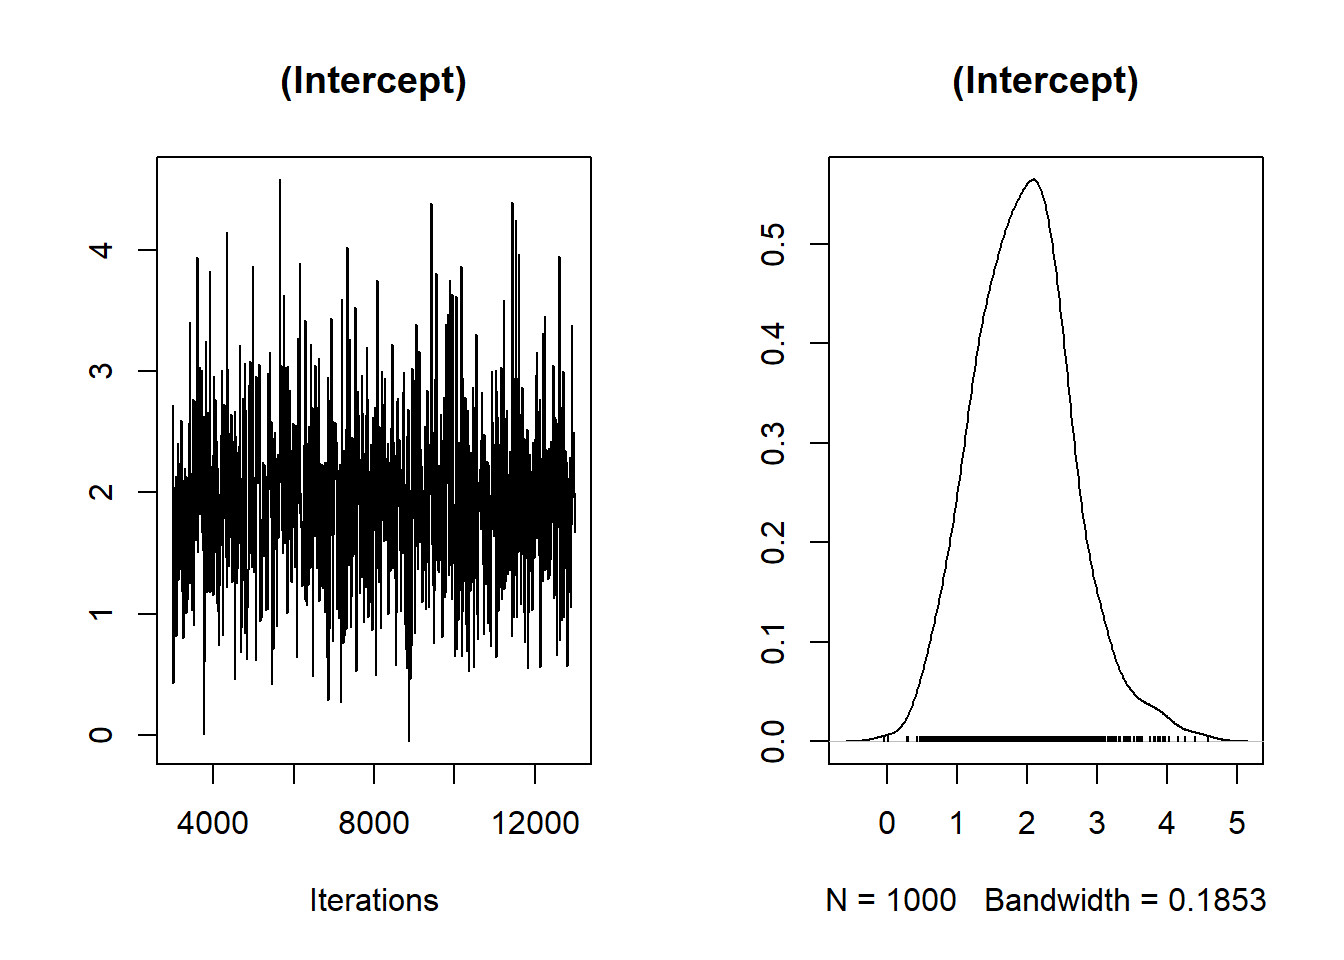 (Intercept)
4
3
2
1
0
4000 8000 12000
Iterations
(Intercept)
0.5
0.4
0.3
0.2
0.1
0.0
0 1 2 3 4 5
N = 1000 Bandwidth = 0.1853